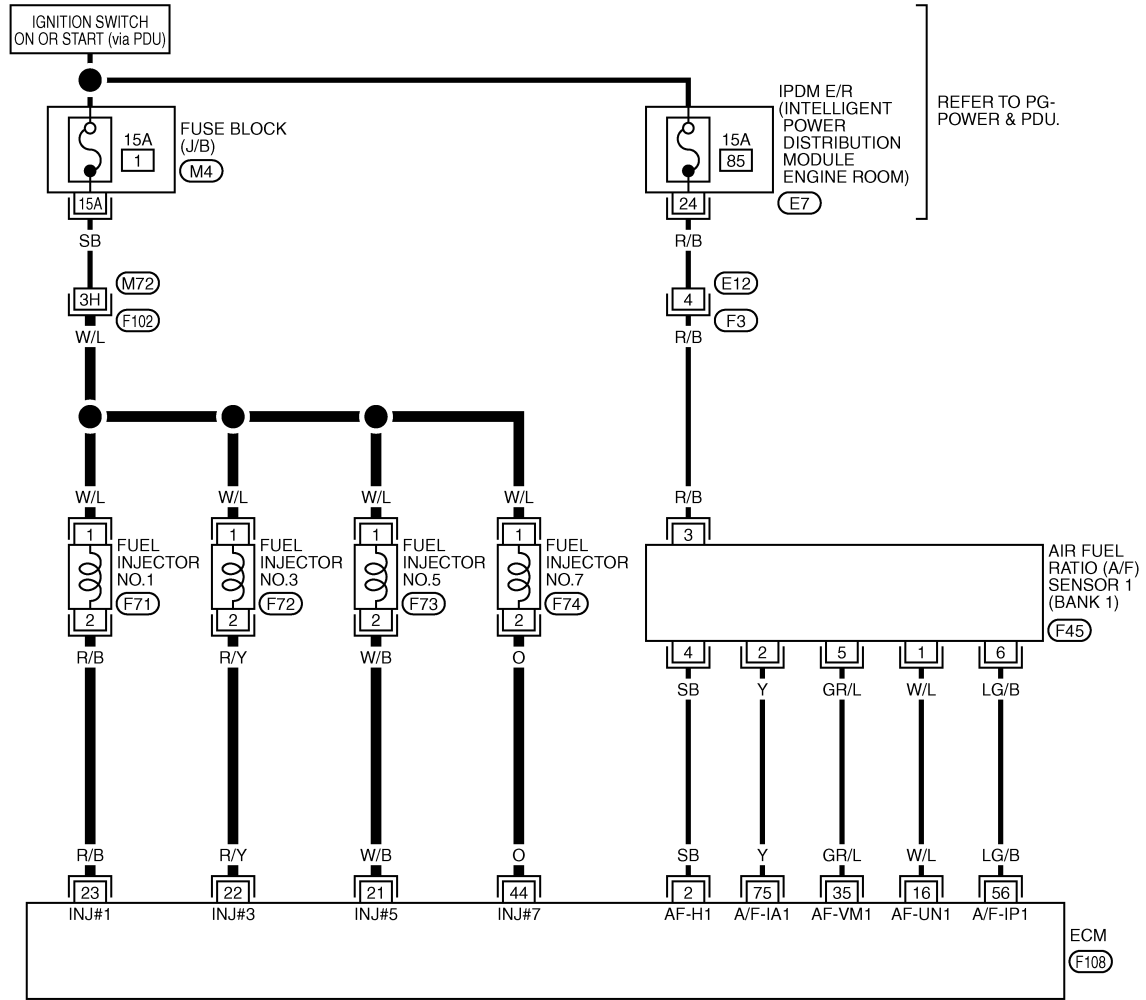 IGNITION SWITCH
ON OR START (via PDU)
15A
1
FUSE BLOCK
(J/B)
M4
15A
85
IPDM E/R
(INTELLIGENT
POWER
DISTRIBUTION
MODULE
ENGINE ROOM)
E7
REFER TO PG-
POWER & PDU.
15A
24
SB
R/B
3H
M72
F102
4
E12
F3
W/L
R/B
W/L
W/L
W/L
W/L
R/B
1
1
1
1
3
FUEL
INJECTOR
NO.1
F71
FUEL
INJECTOR
NO.3
F72
FUEL
INJECTOR
NO.5
F73
FUEL
INJECTOR
NO.7
F74
AIR FUEL
RATIO (A/F)
SENSOR 1
(BANK 1)
F45
2
2
2
2
4
2
5
1
6
R/B
R/Y
W/B
O
SB
Y
GR/L
W/L
LG/B
R/B
R/Y
W/B
O
SB
Y
GR/L
W/L
LG/B
23
22
21
44
2
75
35
16
56
INJ#1
INJ#3
INJ#5
INJ#7
AF-H1
A/F-IA1
AF-VM1
AF-UN1
A/F-IP1
ECM
F108